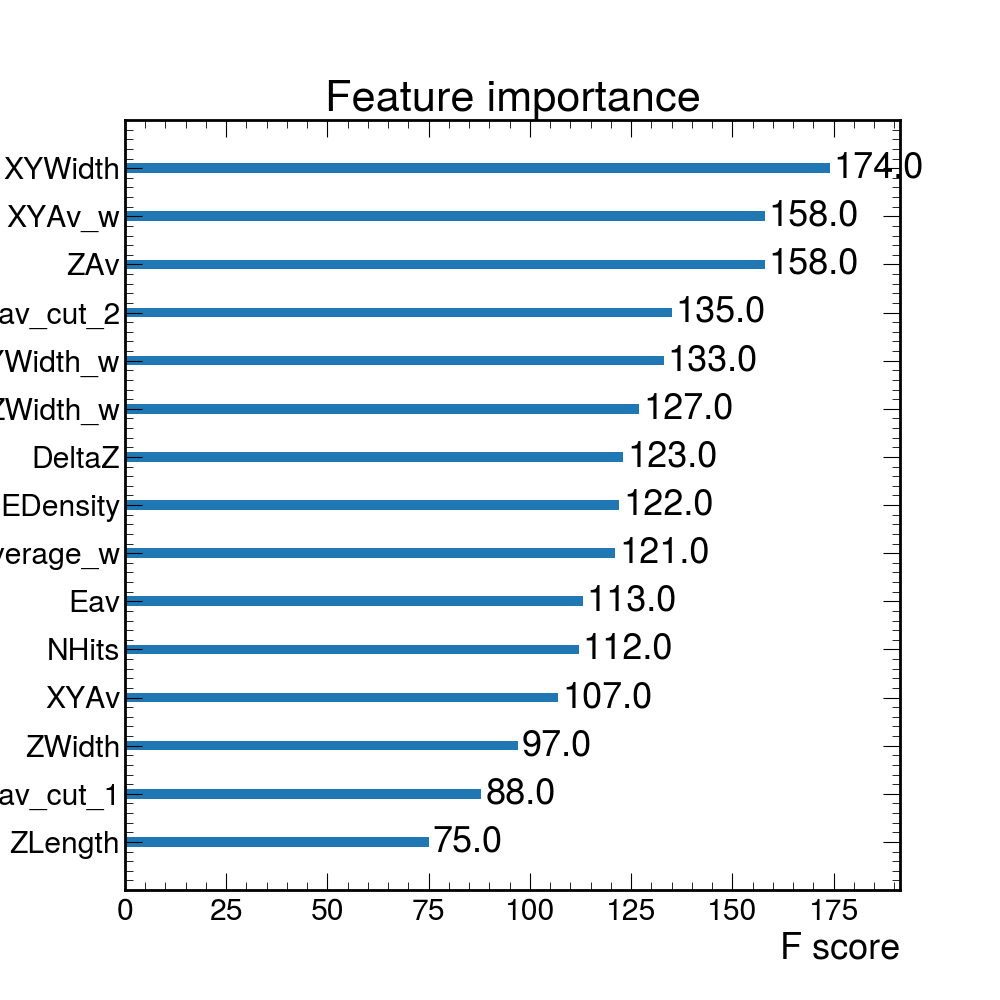 Feature importance
XYWidth 174.0
XYAv_w 158.0
ZAv 158.0
av_cut_2 135.0
YWidth_w 133.0
ZWidth_w 127.0
DeltaZ 123.0
EDensity 122.0
verage_w 121.0
Eav 113.0
NHits 112.0
XYAv 107.0
ZWidth 97.0
av_cut_1 88.0
ZLength 75.0
0 25 50 75 100 125 150 175
F score